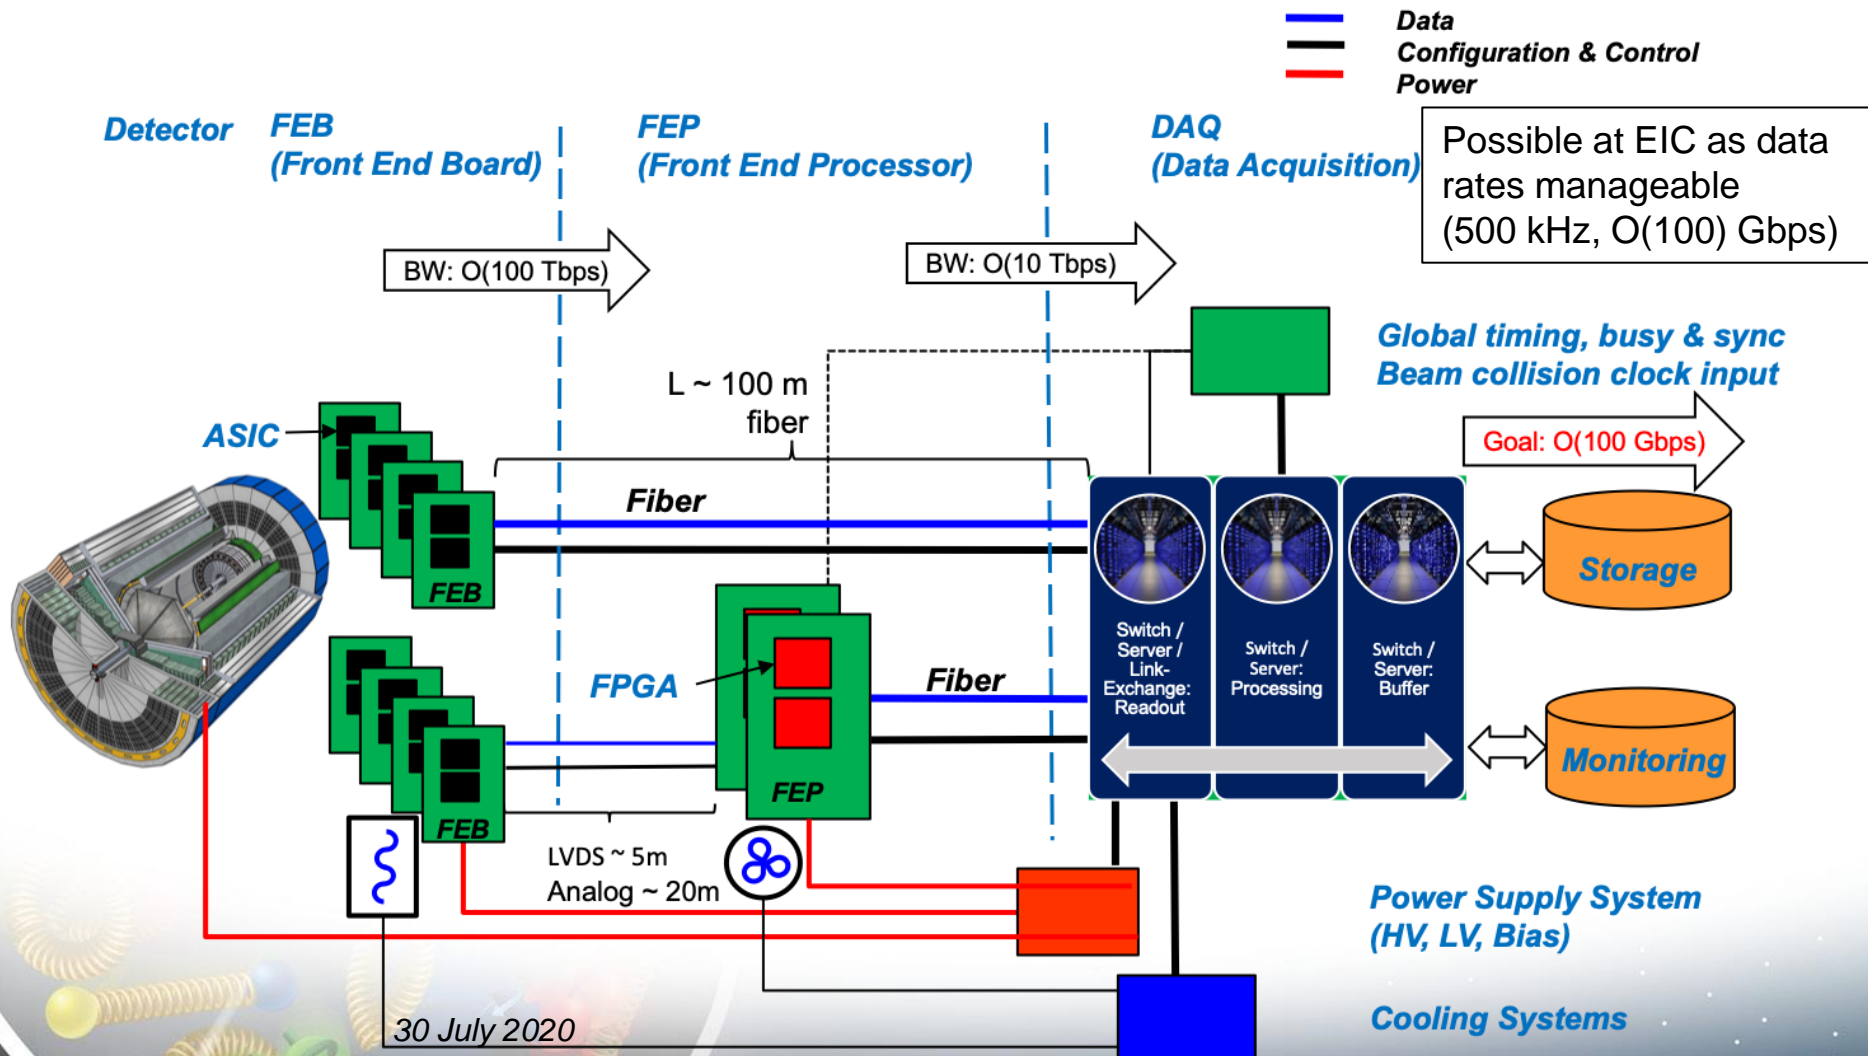 Data
Configuration & Control
Power
Detector
FEB
(Front End Board)
FEP
(Front End Processor)
DAQ
(Data Acquisition)
Possible at EIC as data
rates manageable
(500 kHz, O(100) Gbps)
BW: O(100 Tbps)
BW: O(10 Tbps)
Global timing, busy & sync
Beam collision clock input
L ~ 100 m
fiber
ASIC
Goal: O(100 Gbps)
Fiber
FEB
Storage
Switch /
Server /
Link-
Exchange:
Readout
Switch /
Server:
Processing
Switch /
Server:
Buffer
FPGA
Fiber
FEP
Monitoring
FEB
LVDS ~ 5m
Analog ~ 20m
Power Supply System
(HV, LV, Bias)
Cooling Systems
30 July 2020